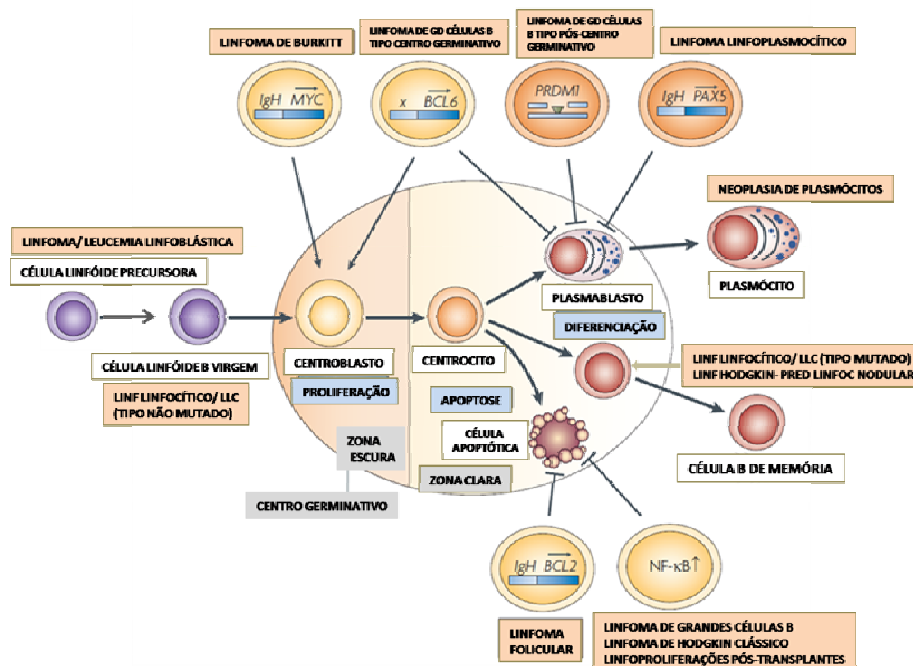 LINFOMA DE BURKITT
LINFOMA DE GD CÉLULAS B
TIPO CENTRO GERMINATIVO
LINFOMA DE GD CÉLULAS
B TIPO PÓS-CENTRO
GERMINATIVO
LINFOMA LINFOPLASMOCÍTICO
IgH MYC
x BCL6
PRDM1
IgH PAX5
NEOPLASIA DE PLASMÓCITOS
LINFOMA/ LEUCEMIA LINFOBLÁSTICA
CÉLULA LINFÓIDE PRECURSORA
PLASMÓCITO
PLASMABLASTO
DIFERENCIAÇÃO
CÉLULA LINFÓIDE B VIRGEM
LINF LINFOCÍTICO/ LLC
(TIPO NÃO MUTADO)
CENTROBLASTO
PROLIFERAÇÃO
CENTROCITO
LINF LINFOCÍTICO/ LLC (TIPO MUTADO)
LINF HODGKIN- PRED LINFOC NODULAR
APOPTOSE
CÉLULA
APOPTÓTICA
ZONA
ESCURA
ZONA CLARA
CÉLULA B DE MEMÓRIA
CENTRO GERMINATIVO
IgH BCL2
NF-κB↑
LINFOMA
FOLICULAR
LINFOMA DE GRANDES CÉLULAS B
LINFOMA DE HODGKIN CLÁSSICO
LINFOPROLIFERAÇÕES PÓS-TRANSPLANTES